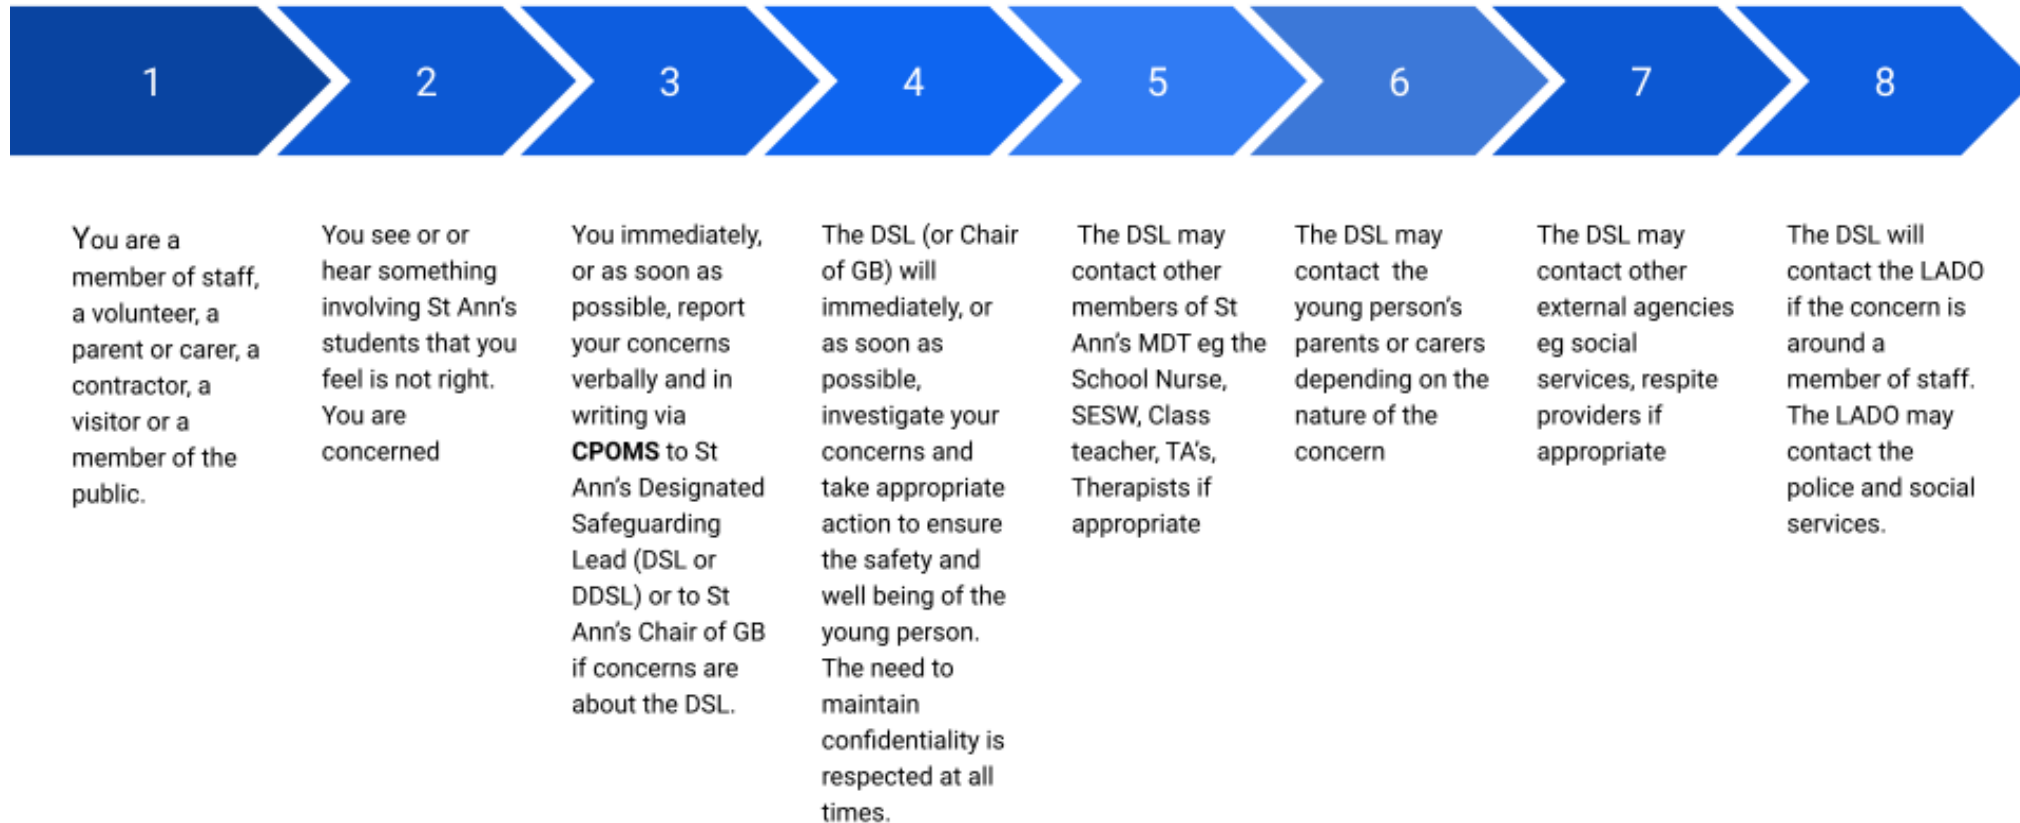 1
2
3
4
5
6
7
8
You are a
member of staff,
a volunteer, a
parent or carer, a
contractor, a
visitor or a
member of the
public.
You see or or
hear something
involving St Ann's
students that you
feel is not right.
You are
concerned
You immediately,
or as soon as
possible, report
your concerns
verbally and in
writing via
CPOMS to St
Ann's Designated
Safeguarding
Lead (DSL or
DDSL) or to St
Ann's Chair of GB
if concerns are
about the DSL.
The DSL (or Chair
of GB) will
immediately, or
as soon as
possible,
investigate your
concerns and
take appropriate
action to ensure
the safety and
well being of the
young person.
The need to
maintain
confidentiality is
respected at all
times.
The DSL may
contact other
members of St
Ann's MDT eg the
School Nurse,
SESW, Class
teacher, TA's,
Therapists if
appropriate
The DSL may
contact the
young person's
parents or carers
depending on the
nature of the
concern
The DSL may
contact other
external agencies
eg social
services, respite
providers if
appropriate
The DSL will
contact the LADO
if the concern is
around a
member of staff.
The LADO may
contact the
police and social
services.